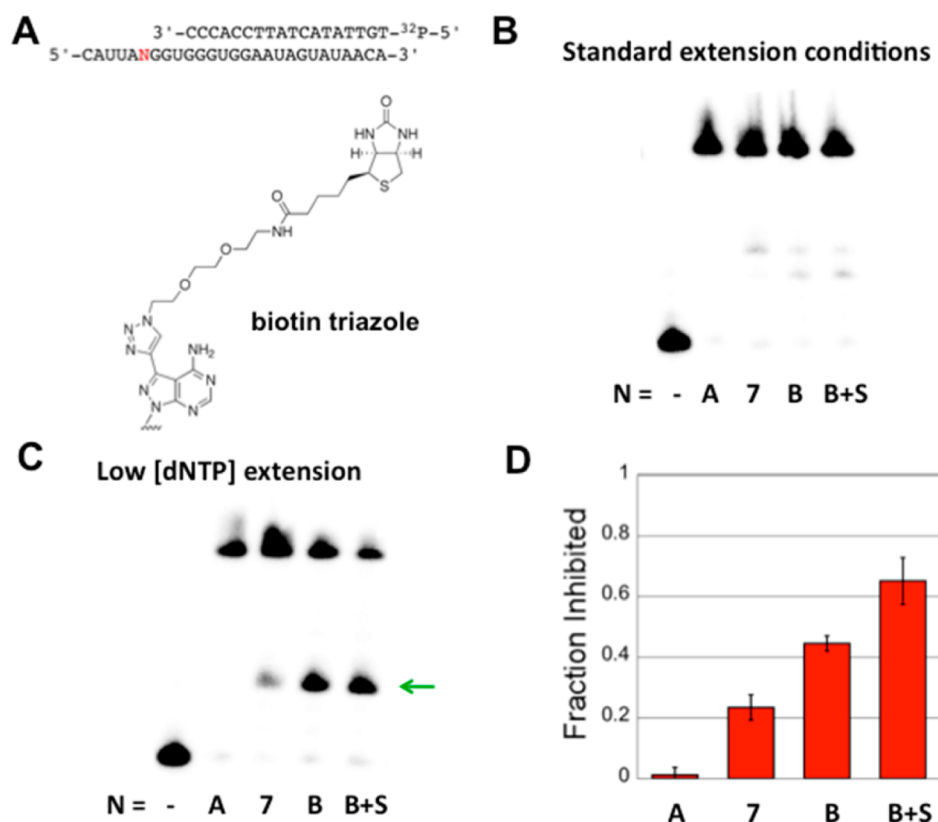 A
3'-CCCACCTTATCATATTGT-³²P-5'
5'-CAUUANGGUGGGUGGAAUAGUAUAACA-3'
O
HN NH
H H
S
O
NH
O
O
N
N
N
NH₂
N
N
N
N
biotin triazole
B
Standard extension conditions
N = - A 7 B B+S
C
Low [dNTP] extension
N = - A 7 B B+S
D
Fraction Inhibited
1
0.8
0.6
0.4
0.2
0
A 7 B B+S